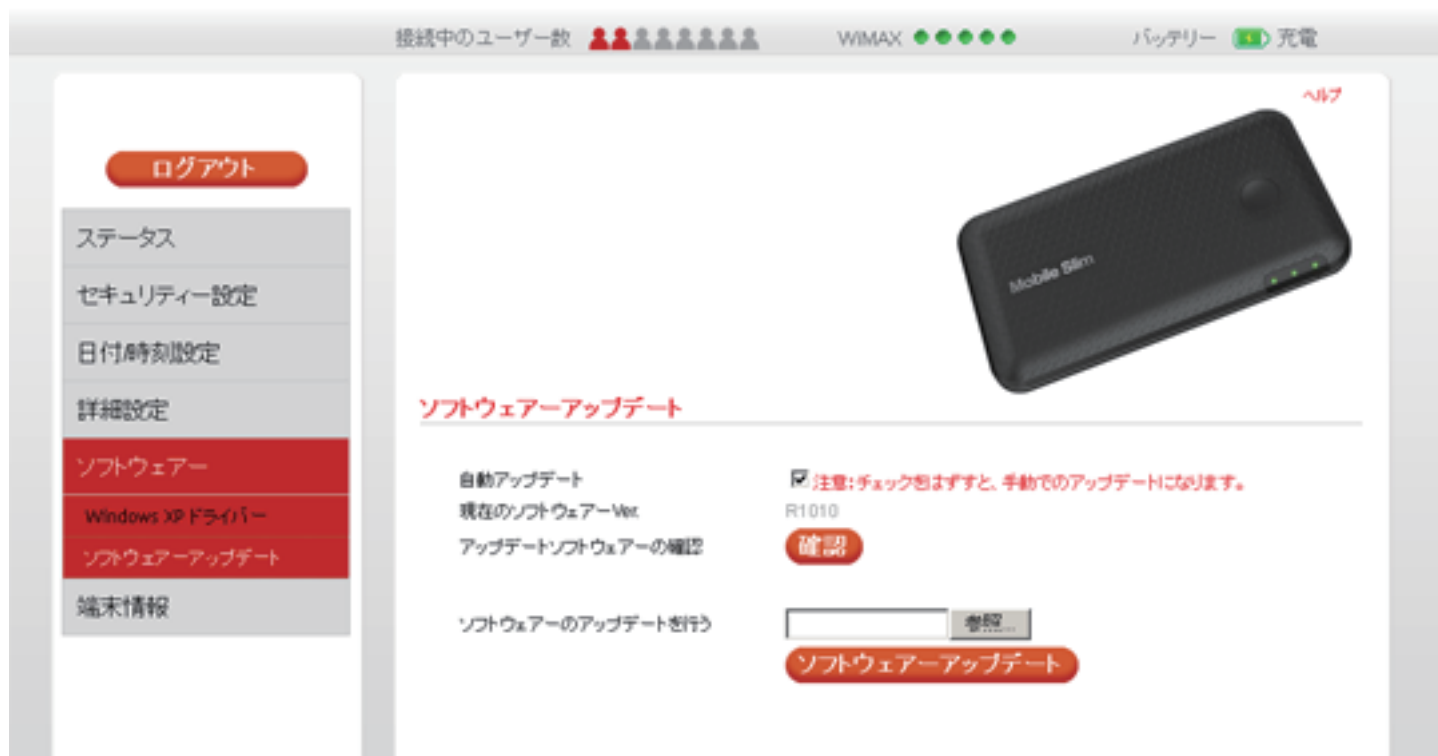 接続中のユーザー数 WiMAX バッテリー 充電
ヘルプ
ログアウト
ステータス
セキュリティー設定
日付/時刻設定
詳細設定
ソフトウェアー
Windows XP ドライバー
ソフトウェアーアップデート
端末情報
Mobile Slim
ソフトウェアーアップデート
自動アップデート 注意:チェックをはずすと、手動でのアップデートになります。
現在のソフトウェアーVer. R1010
アップデートソフトウェアーの確認 確認
ソフトウェアーのアップデートを行う 参照...
ソフトウェアーアップデート